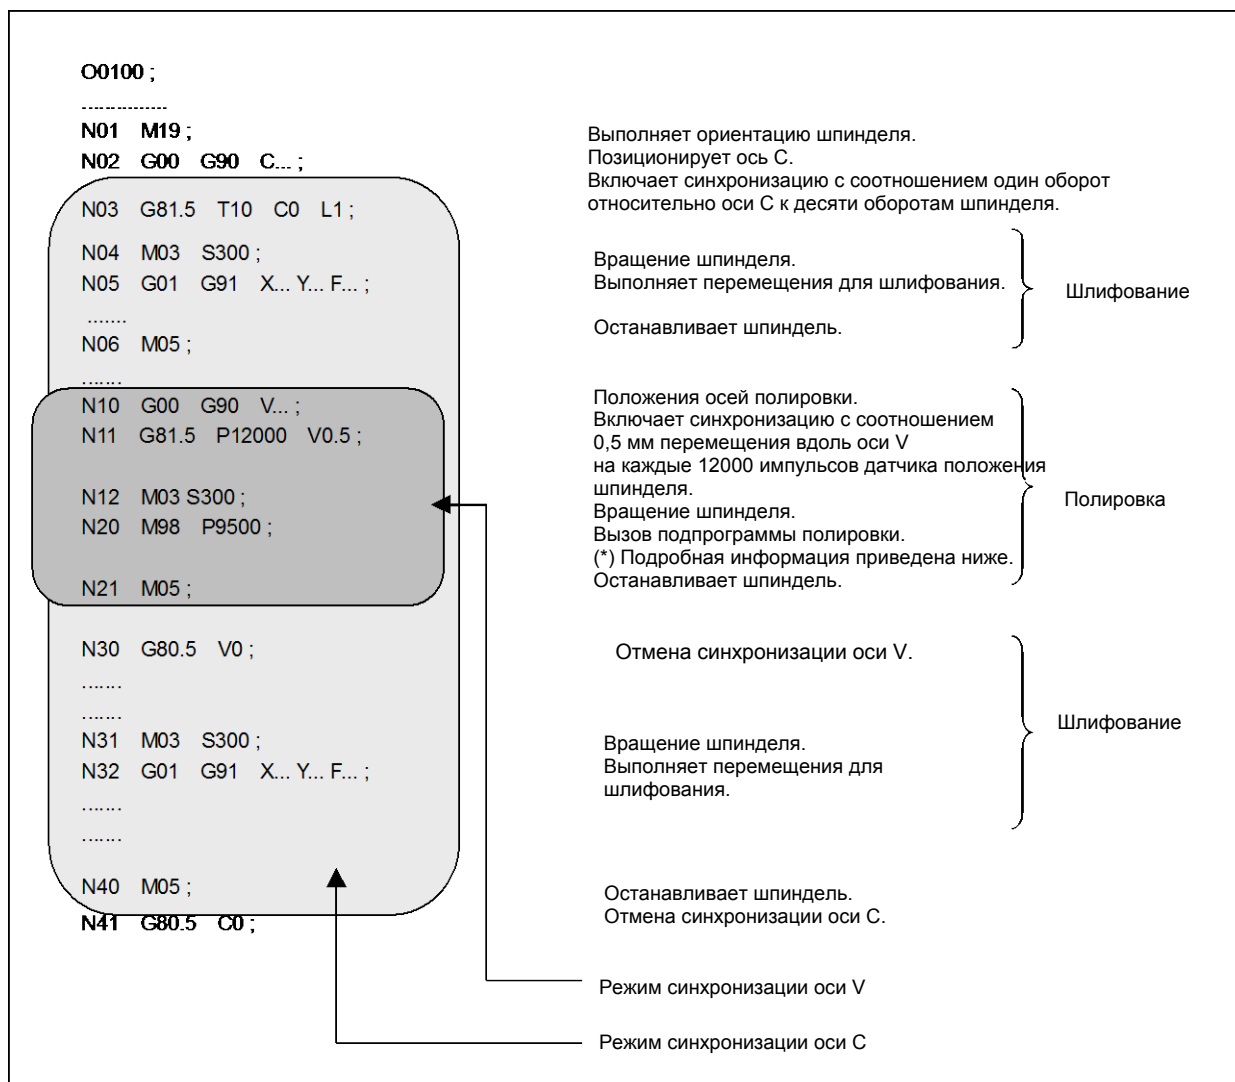 O0100 ;
...............
N01 M19 ;
Выполняет ориентацию шпинделя.
N02 G00 G90 C... ;
Позиционирует ось C.
N03 G81.5 T10 C0 L1 ;
Включает синхронизацию с соотношением один оборот
относительно оси C к десяти оборотам шпинделя.
N04 M03 S300 ;
Вращение шпинделя.
N05 G01 G91 X... Y... F... ;
Выполняет перемещения для шлифования.
Шлифование
.......
N06 M05 ;
Останавливает шпиндель.
.......
N10 G00 G90 V... ;
Положения осей полировки.
N11 G81.5 P12000 V0.5 ;
Включает синхронизацию с соотношением
0,5 мм перемещения вдоль оси V
на каждые 12000 импульсов датчика положения
шпинделя.
Полировка
N12 M03 S300 ;
Вращение шпинделя.
N20 M98 P9500 ;
Вызов подпрограммы полировки.
(*) Подробная информация приведена ниже.
N21 M05 ;
Останавливает шпиндель.
N30 G80.5 V0 ;
Отмена синхронизации оси V.
.......
.......
Шлифование
N31 M03 S300 ;
Вращение шпинделя.
N32 G01 G91 X... Y... F... ;
Выполняет перемещения для
шлифования.
.......
.......
N40 M05 ;
Останавливает шпиндель.
N41 G80.5 C0 ;
Отмена синхронизации оси C.
Режим синхронизации оси V
Режим синхронизации оси C